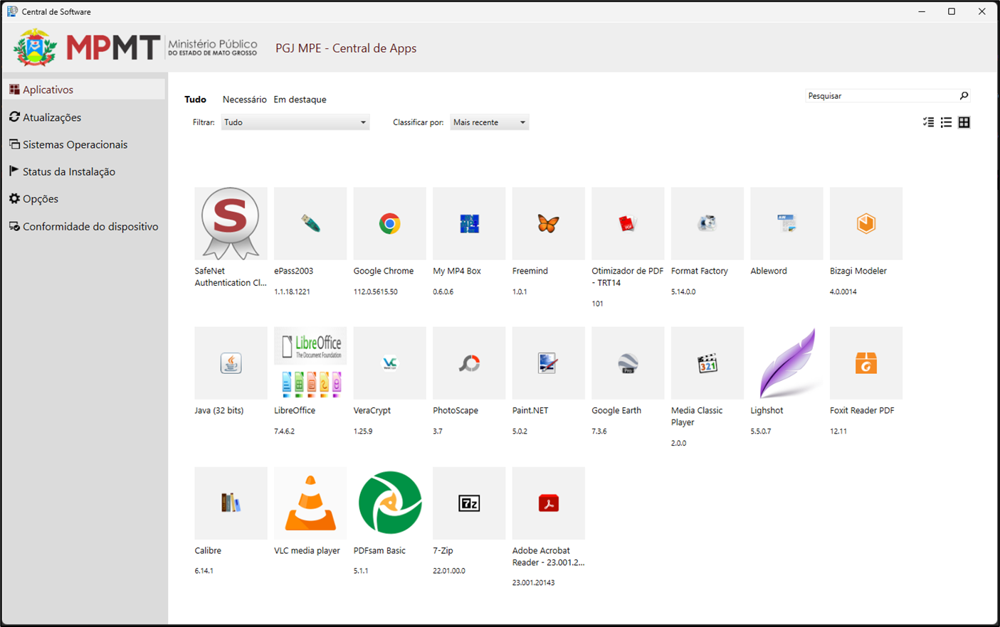 Central de Software
MPMT Ministério Público
DO ESTADO DE MATO GROSSO
PGJ MPE - Central de Apps
Aplicativos
Atualizações
Sistemas Operacionais
Status da Instalação
Opções
Conformidade do dispositivo
Tudo Necessário Em destaque
Pesquisar
Filtrar: Tudo Classificar por: Mais recente
S
PDF
AW
SafeNet
Authentication Cl...
ePass2003
1.1.18.1221
Google Chrome
112.0.5615.50
My MP4 Box
0.6.0.6
Freemind
1.0.1
Otimizador de PDF
- TRT14
101
Format Factory
5.14.0.0
Ableword
Bizagi Modeler
4.0.0014
LibreOffice
The Document Foundation
VC
Pro
321
G
Java (32 bits)
LibreOffice
7.4.6.2
VeraCrypt
1.25.9
PhotoScape
3.7
Paint.NET
5.0.2
Google Earth
7.3.6
Media Classic
Player
2.0.0
Lighshot
5.5.0.7
Foxit Reader PDF
12.11
7z
Calibre
6.14.1
VLC media player
PDFsam Basic
5.1.1
7-Zip
22.01.00.0
Adobe Acrobat
Reader - 23.001.2...
23.001.20143